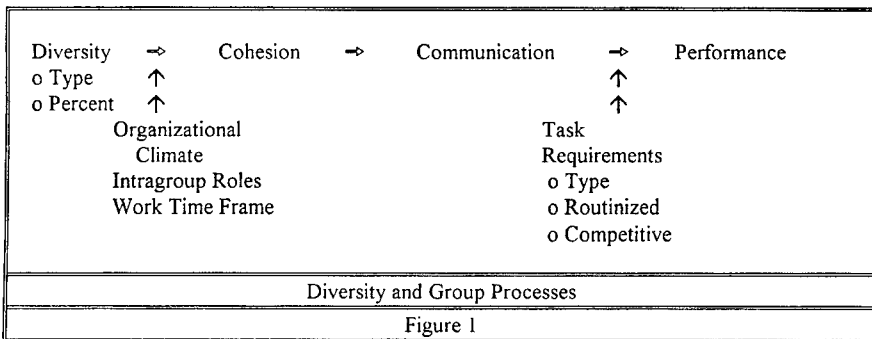 Diversity ⇨ Cohesion ⇨ Communication ⇨ Performance
o Type ↑ ↑
o Percent ↑ ↑
Organizational Task
Climate Requirements
Intragroup Roles o Type
Work Time Frame o Routinized
o Competitive
Diversity and Group Processes
Figure 1